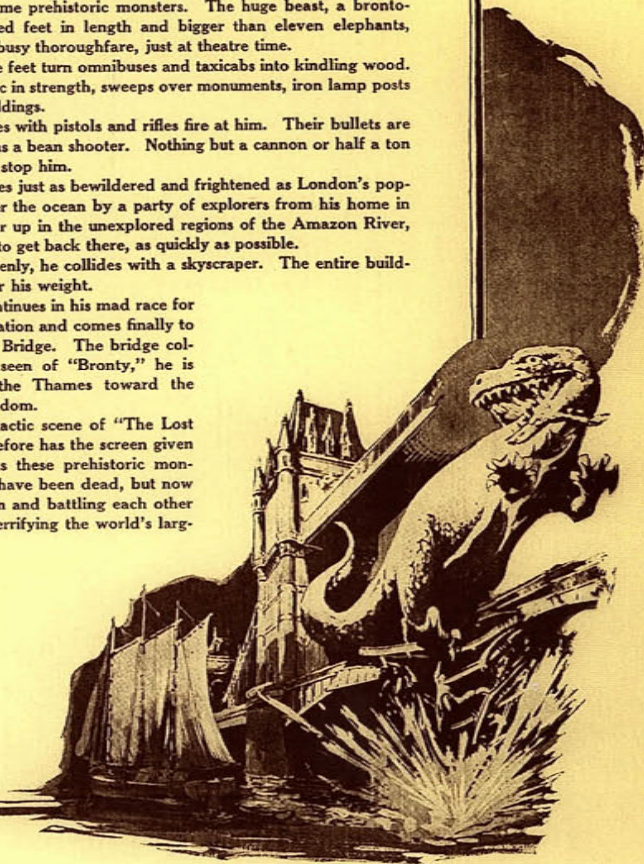 me prehistoric monsters. The huge beast, a bronto-
ed feet in length and bigger than eleven elephants,
busy thoroughfare, just at theatre time.
e feet turn omnibuses and taxicabs into kindling wood.
c in strength, sweeps over monuments, iron lamp posts
ldings.
es with pistols and rifles fire at him. Their bullets are
as a bean shooter. Nothing but a cannon or half a ton
stop him.
es just as bewildered and frightened as London's pop-
r the ocean by a party of explorers from his home in
r up in the unexplored regions of the Amazon River,
to get back there, as quickly as possible.
enly, he collides with a skyscraper. The entire build-
r his weight.
tinues in his mad race for
ation and comes finally to
Bridge. The bridge col-
seen of "Bronty," he is
the Thames toward the
dom.
actic scene of "The Lost
efore has the screen given
s these prehistoric mon-
have been dead, but now
n and battling each other
errifying the world's larg-